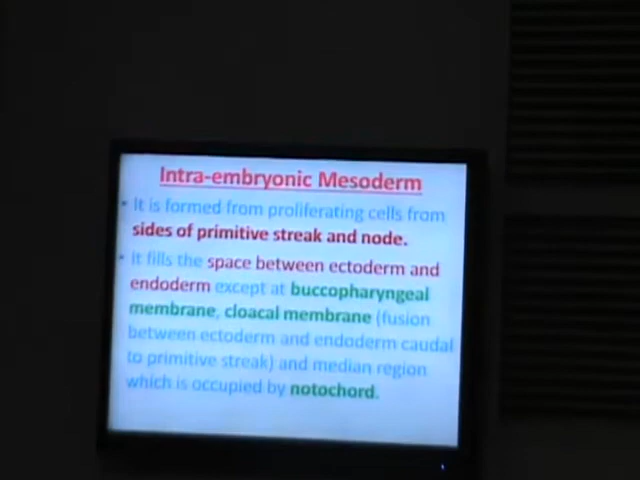 Intra-embryonic Mesoderm
• It is formed from proliferating cells from
sides of primitive streak and node.
• It fills the space between ectoderm and
endoderm except at buccopharyngeal
membrane, cloacal membrane (fusion
between ectoderm and endoderm caudal
to primitive streak) and median region
which is occupied by notochord.